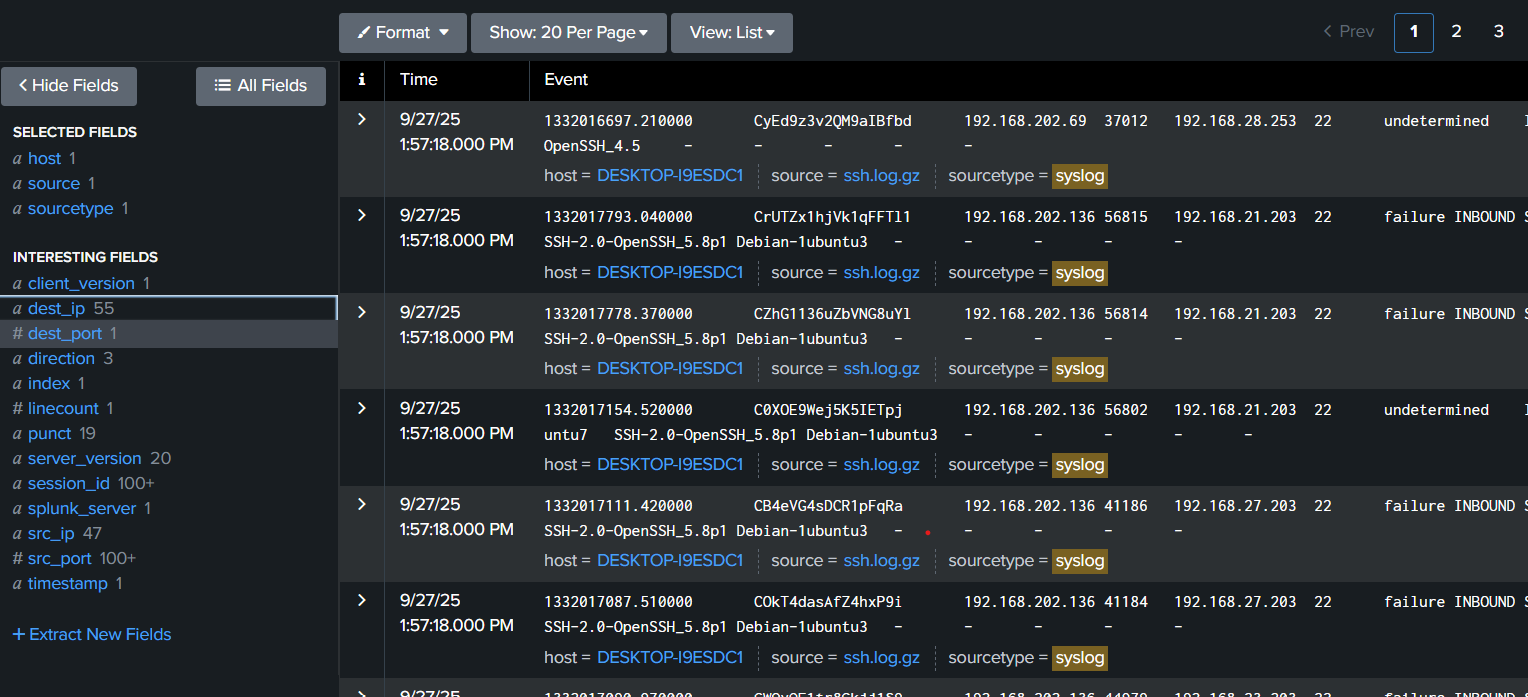 Format
Show: 20 Per Page
View: List
Prev 1 2 3
Hide Fields
All Fields
SELECTED FIELDS
a host 1
a source 1
a sourcetype 1
INTERESTING FIELDS
a client_version 1
a dest_ip 55
# dest_port 1
a direction 3
a index 1
# linecount 1
a punct 19
a server_version 20
a session_id 100+
a splunk_server 1
a src_ip 47
# src_port 100+
a timestamp 1
+ Extract New Fields
i Time Event
9/27/25 1332016697.210000 CyEd9z3v2QM9aIBfbd 192.168.202.69 37012 192.168.28.253 22 undetermined
1:57:18.000 PM OpenSSH_4.5 - - - - -
host = DESKTOP-I9ESDC1 source = ssh.log.gz sourcetype = syslog
9/27/25 1332017793.040000 CrUTZx1hjVk1qFFTl1 192.168.202.136 56815 192.168.21.203 22 failure INBOUND S
1:57:18.000 PM SSH-2.0-OpenSSH_5.8p1 Debian-1ubuntu3 - - - - -
host = DESKTOP-I9ESDC1 source = ssh.log.gz sourcetype = syslog
9/27/25 1332017778.370000 CZhG1136uZbVNG8uYl 192.168.202.136 56814 192.168.21.203 22 failure INBOUND S
1:57:18.000 PM SSH-2.0-OpenSSH_5.8p1 Debian-1ubuntu3 - - - - -
host = DESKTOP-I9ESDC1 source = ssh.log.gz sourcetype = syslog
9/27/25 1332017154.520000 C0XOE9Wej5K5IETpj 192.168.202.136 56802 192.168.21.203 22 undetermined
1:57:18.000 PM untu7 SSH-2.0-OpenSSH_5.8p1 Debian-1ubuntu3 - - - - -
host = DESKTOP-I9ESDC1 source = ssh.log.gz sourcetype = syslog
9/27/25 1332017111.420000 CB4eVG4sDCR1pFqRa 192.168.202.136 41186 192.168.27.203 22 failure INBOUND S
1:57:18.000 PM SSH-2.0-OpenSSH_5.8p1 Debian-1ubuntu3 - - - - -
host = DESKTOP-I9ESDC1 source = ssh.log.gz sourcetype = syslog
9/27/25 1332017087.510000 COkT4dasAfZ4hxP9i 192.168.202.136 41184 192.168.27.203 22 failure INBOUND S
1:57:18.000 PM SSH-2.0-OpenSSH_5.8p1 Debian-1ubuntu3 - - - - -
host = DESKTOP-I9ESDC1 source = ssh.log.gz sourcetype = syslog
9/27/25